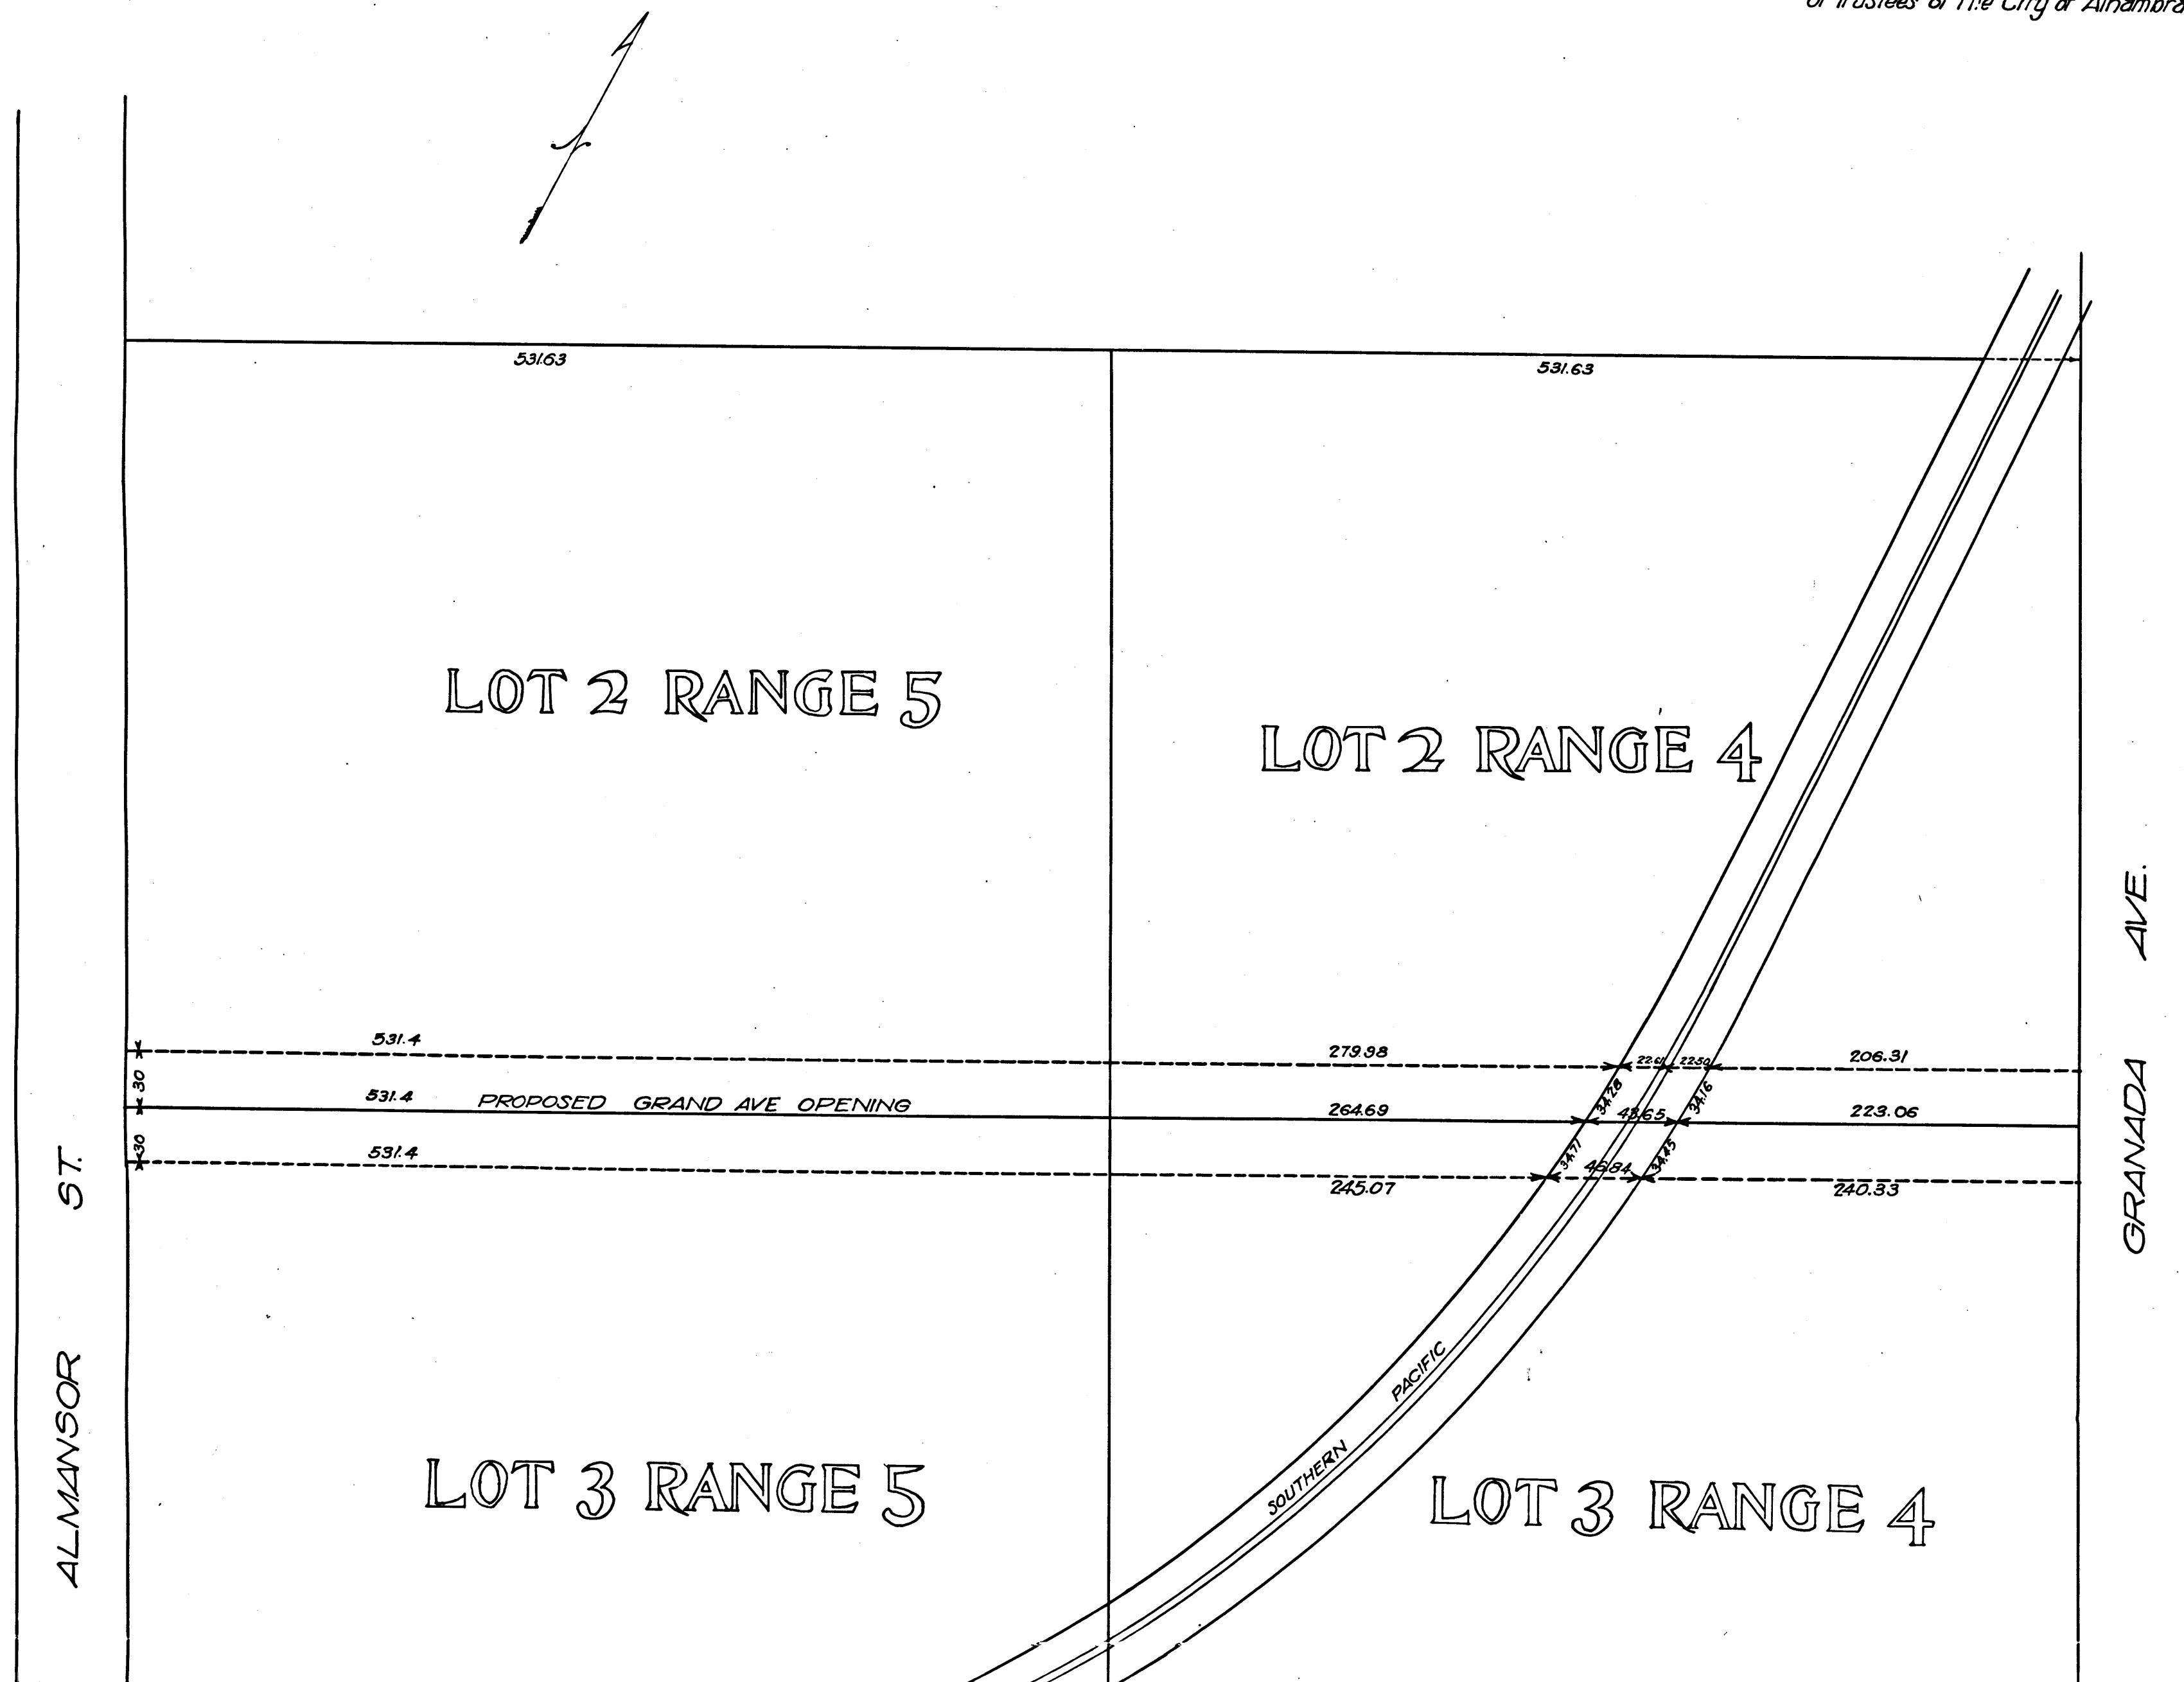 of Trustees of The City of Alhambra
531.63
531.63
LOT 2 RANGE 5
LOT 2 RANGE 4
531.4
279.98
22.61
22.50
206.31
30
34.28
34.16
531.4
PROPOSED GRAND AVE OPENING
264.69
223.06
30
34.71
34.45
531.4
46.84
245.07
240.33
SOUTHERN PACIFIC
LOT 3 RANGE 5
LOT 3 RANGE 4
ALMANSOR ST.
GRANADA AVE.